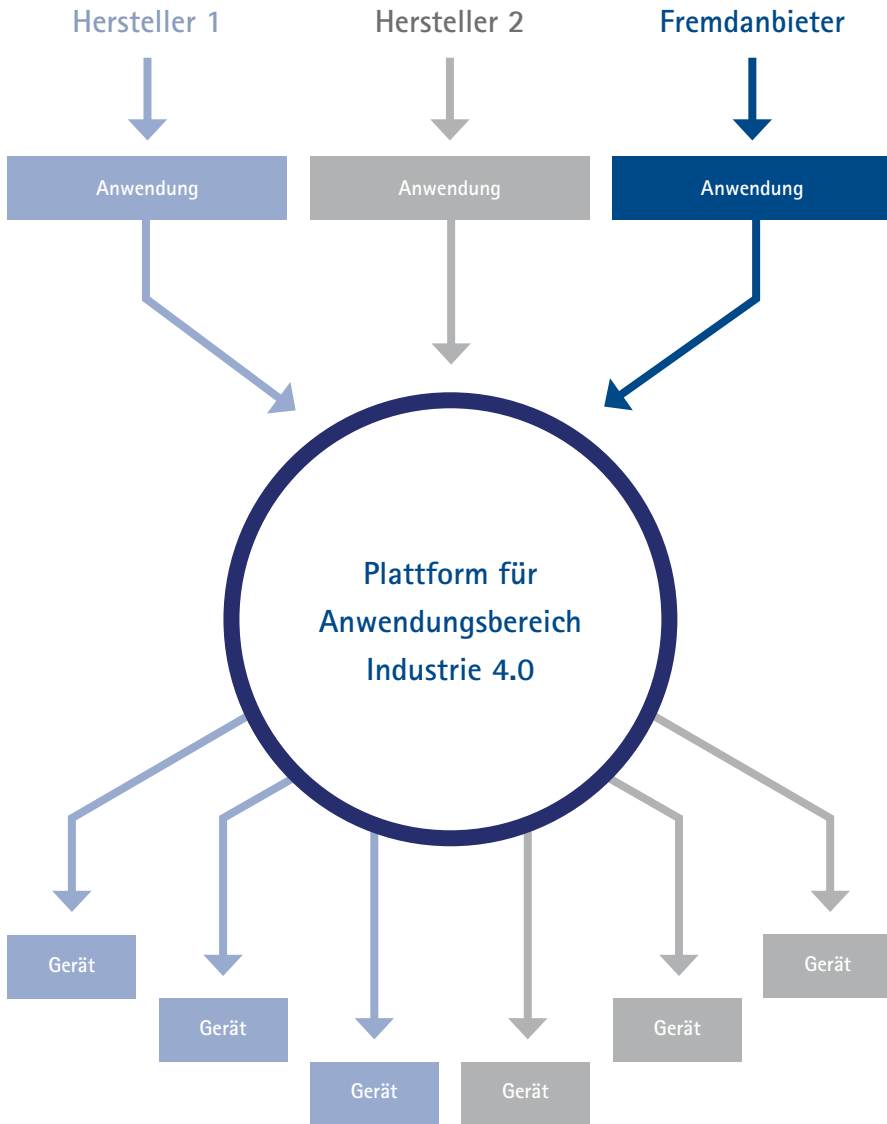 Hersteller 1
Hersteller 2
Fremdanbieter
Anwendung
Anwendung
Anwendung
Plattform für
Anwendungsbereich
Industrie 4.0
Gerät
Gerät
Gerät
Gerät
Gerät
Gerät